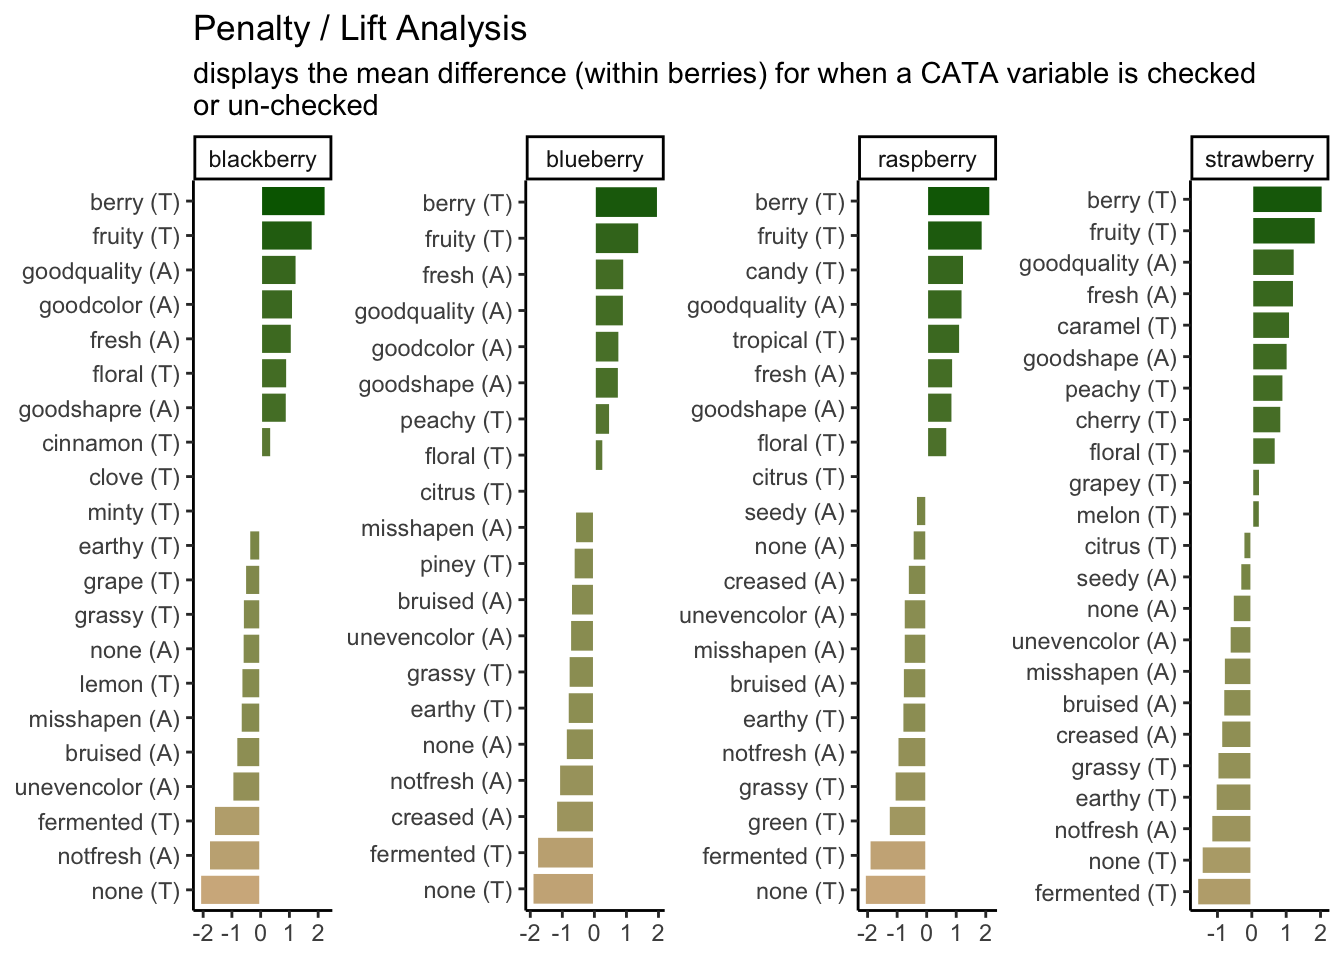 Penalty / Lift Analysis
displays the mean difference (within berries) for when a CATA variable is checked
or un-checked
blackberry
berry (T)
fruity (T)
goodquality (A)
goodcolor (A)
fresh (A)
floral (T)
goodshapre (A)
cinnamon (T)
clove (T)
minty (T)
earthy (T)
grape (T)
grassy (T)
none (A)
lemon (T)
misshapen (A)
bruised (A)
unevencolor (A)
fermented (T)
notfresh (A)
none (T)
-2 -1 0 1 2
blueberry
berry (T)
fruity (T)
fresh (A)
goodquality (A)
goodcolor (A)
goodshape (A)
peachy (T)
floral (T)
citrus (T)
misshapen (A)
piney (T)
bruised (A)
unevencolor (A)
grassy (T)
earthy (T)
none (A)
notfresh (A)
creased (A)
fermented (T)
none (T)
-2 -1 0 1 2
raspberry
berry (T)
fruity (T)
candy (T)
goodquality (A)
tropical (T)
fresh (A)
goodshape (A)
floral (T)
citrus (T)
seedy (A)
none (A)
creased (A)
unevencolor (A)
misshapen (A)
bruised (A)
earthy (T)
notfresh (A)
grassy (T)
green (T)
fermented (T)
none (T)
-2 -1 0 1 2
strawberry
berry (T)
fruity (T)
goodquality (A)
fresh (A)
caramel (T)
goodshape (A)
peachy (T)
cherry (T)
floral (T)
grapey (T)
melon (T)
citrus (T)
seedy (A)
none (A)
unevencolor (A)
misshapen (A)
bruised (A)
creased (A)
grassy (T)
earthy (T)
notfresh (A)
none (T)
fermented (T)
-1 0 1 2